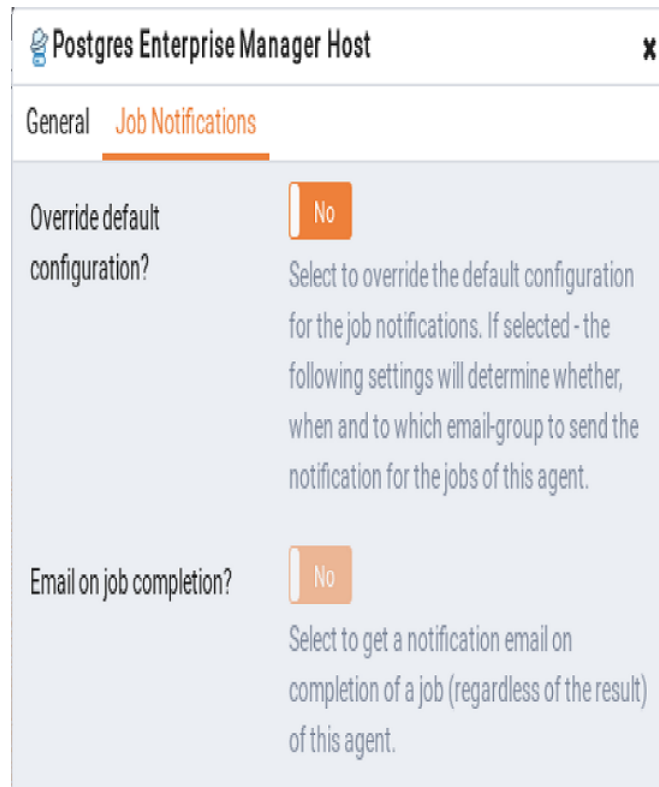 Postgres Enterprise Manager Host x
General Job Notifications
Override default
configuration?
No
Select to override the default configuration
for the job notifications. If selected - the
following settings will determine whether,
when and to which email-group to send the
notification for the jobs of this agent.
Email on job completion?
No
Select to get a notification email on
completion of a job (regardless of the result)
of this agent.